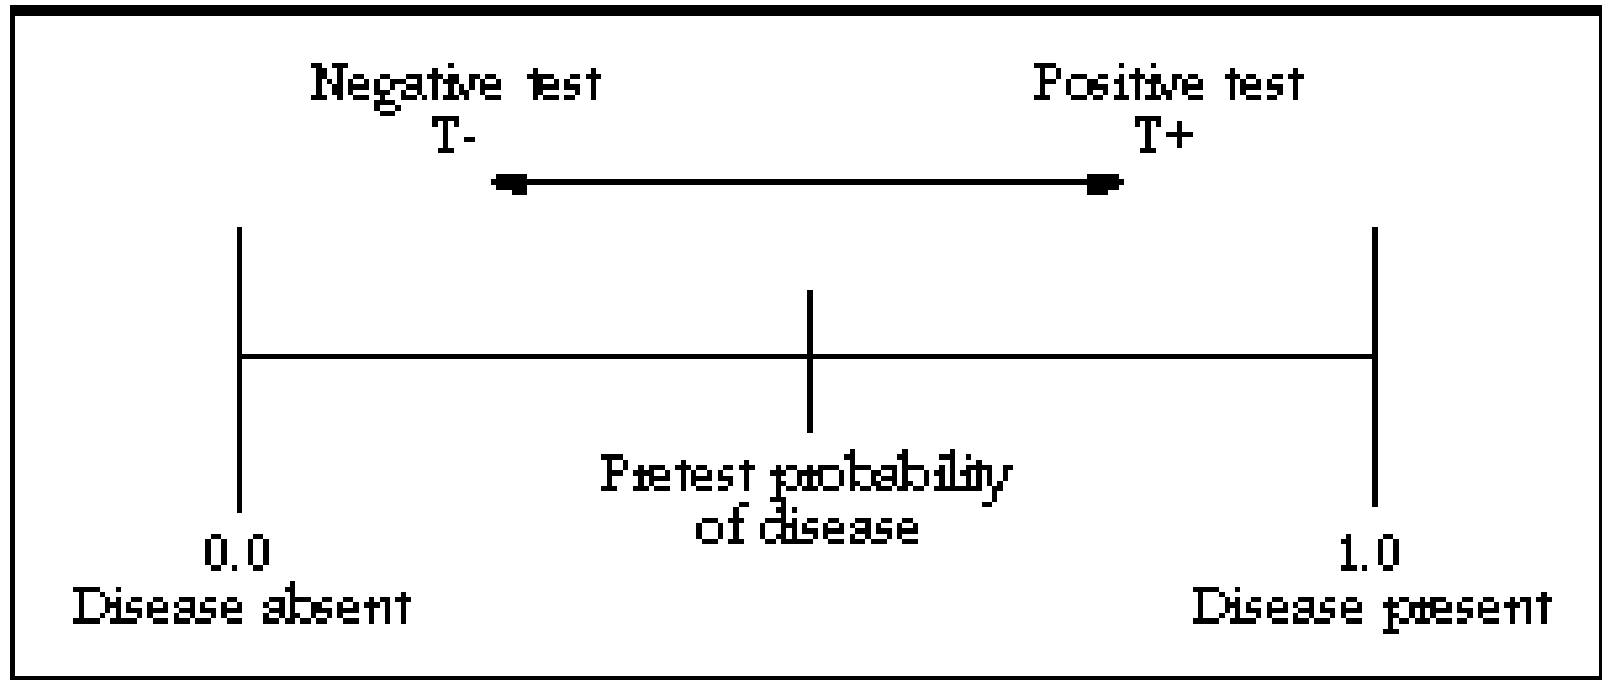 Negative test
T-
Positive test
T+
Pretest probability
of disease
0.0
Disease absent
1.0
Disease present